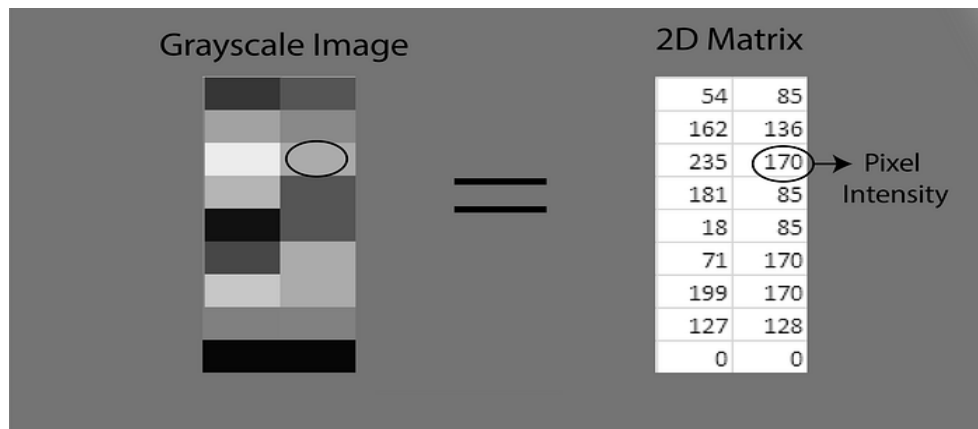 Grayscale Image
2D Matrix
54 85
162 136
235 170
Pixel
Intensity
181 85
18 85
71 170
199 170
127 128
0 0